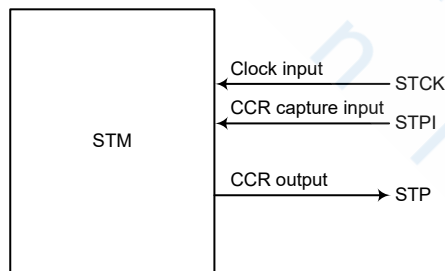 Clock input
STCK
CCR capture input
STPI
STM
CCR output
STP